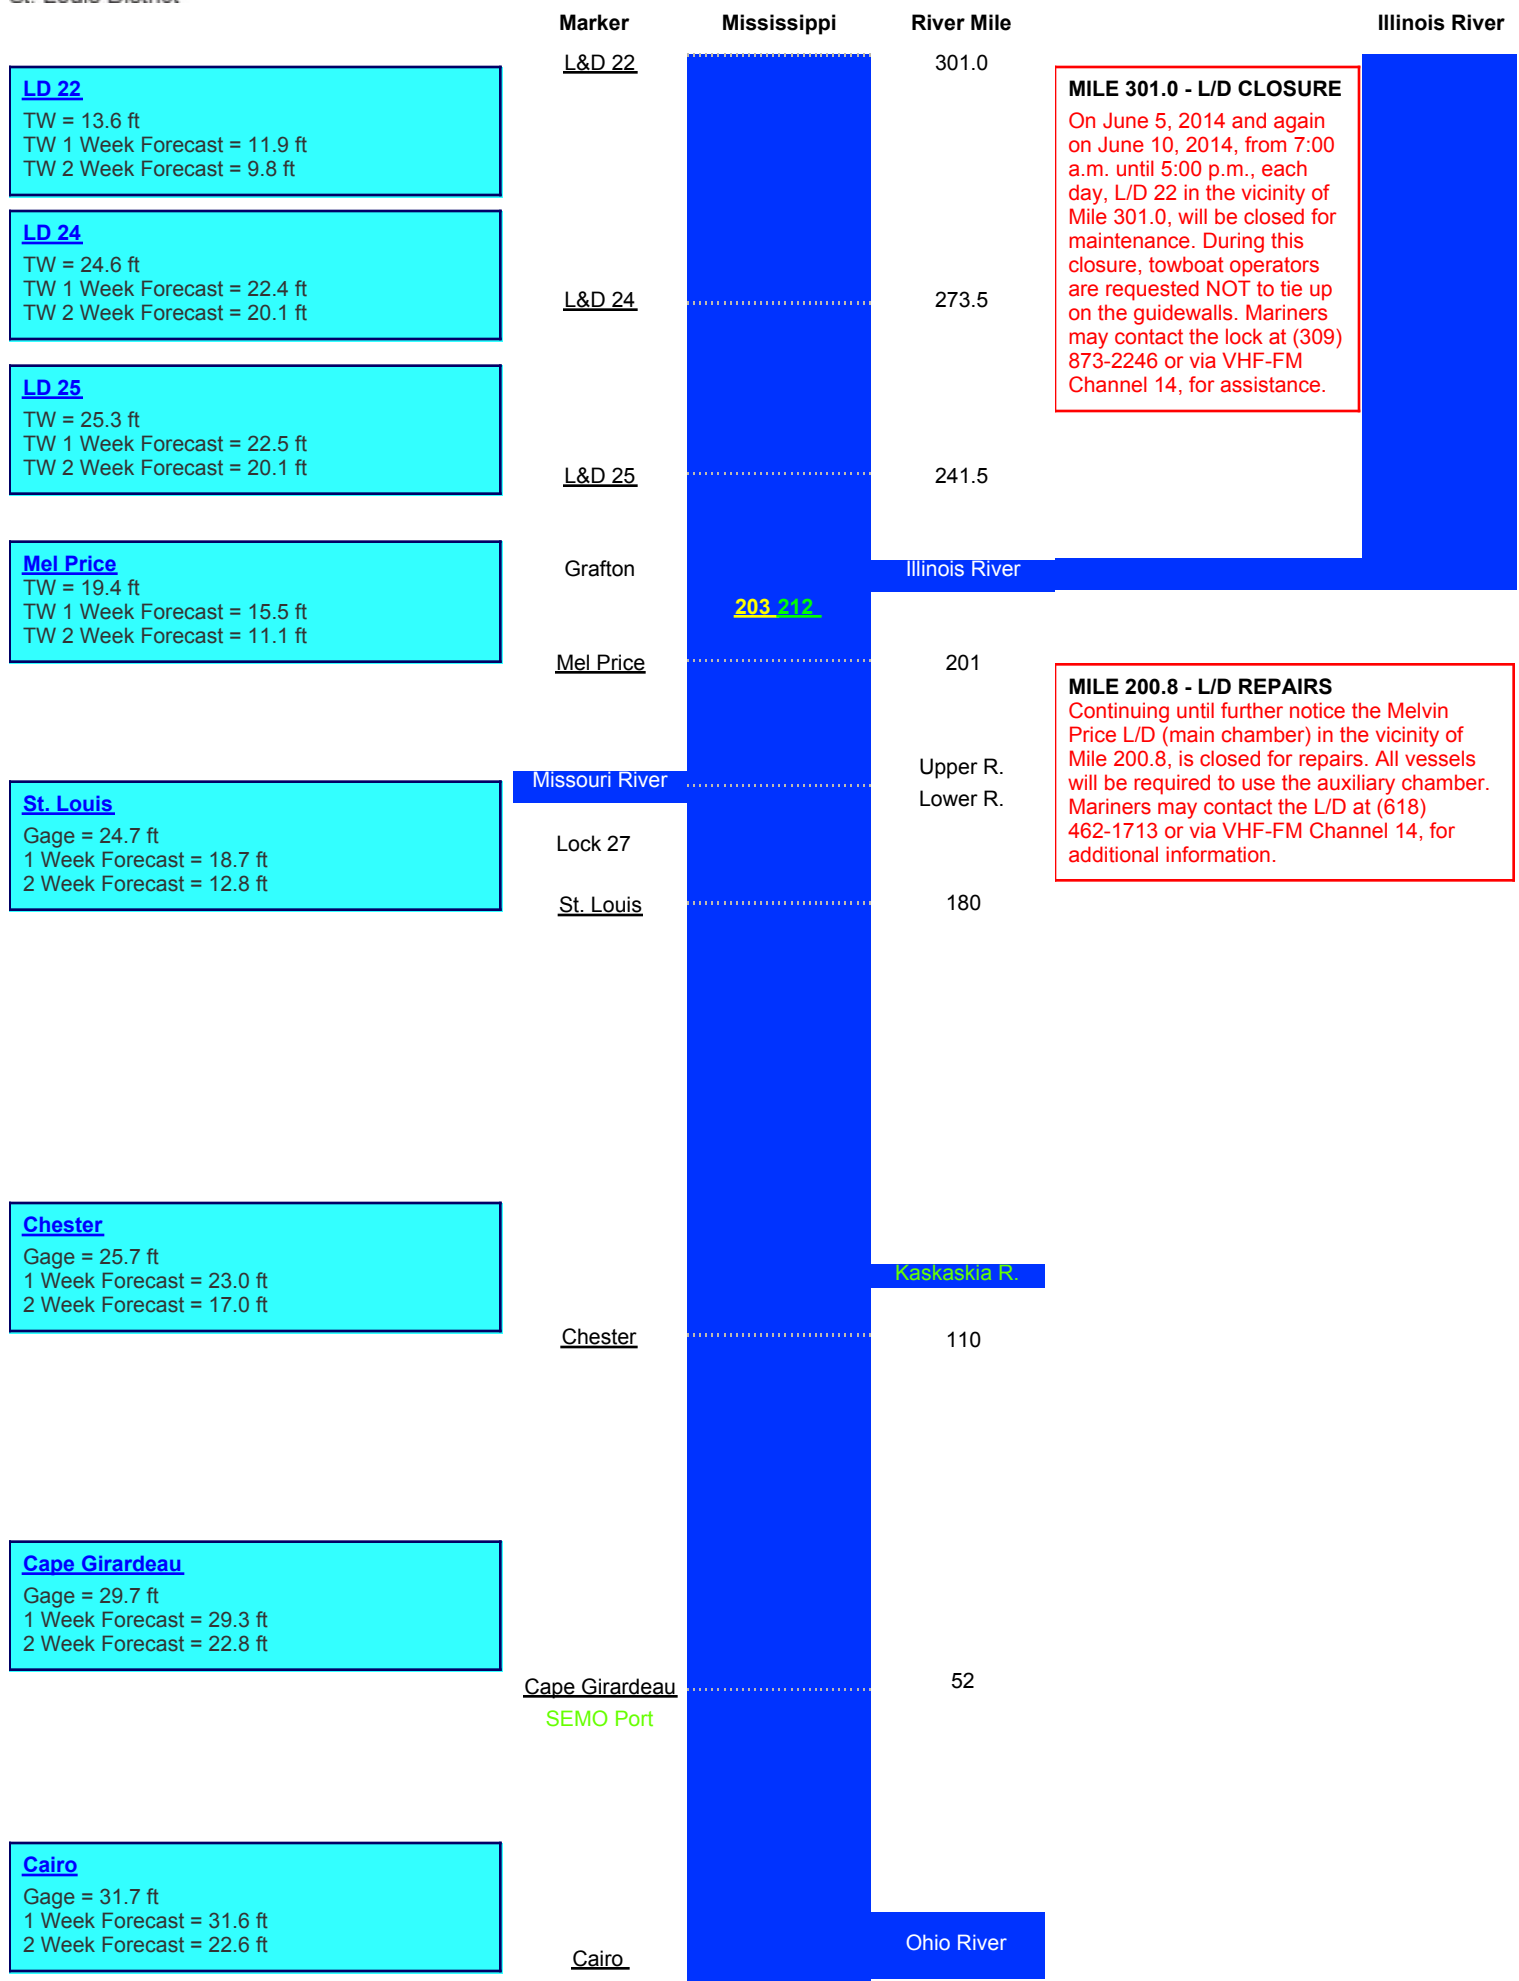 St. Louis District
Marker Mississippi River Mile Illinois River
L&D 22 301.0
LD 22
TW = 13.6 ft
TW 1 Week Forecast = 11.9 ft
TW 2 Week Forecast = 9.8 ft
MILE 301.0 - L/D CLOSURE
On June 5, 2014 and again
on June 10, 2014, from 7:00
a.m. until 5:00 p.m., each
day, L/D 22 in the vicinity of
Mile 301.0, will be closed for
maintenance. During this
closure, towboat operators
are requested NOT to tie up
on the guidewalls. Mariners
may contact the lock at (309)
873-2246 or via VHF-FM
Channel 14, for assistance.
LD 24
TW = 24.6 ft
TW 1 Week Forecast = 22.4 ft
TW 2 Week Forecast = 20.1 ft
L&D 24 273.5
LD 25
TW = 25.3 ft
TW 1 Week Forecast = 22.5 ft
TW 2 Week Forecast = 20.1 ft
L&D 25 241.5
Mel Price
TW = 19.4 ft
TW 1 Week Forecast = 15.5 ft
TW 2 Week Forecast = 11.1 ft
Grafton Illinois River
203 212
Mel Price 201
MILE 200.8 - L/D REPAIRS
Continuing until further notice the Melvin
Price L/D (main chamber) in the vicinity of
Mile 200.8, is closed for repairs. All vessels
will be required to use the auxiliary chamber.
Mariners may contact the L/D at (618)
462-1713 or via VHF-FM Channel 14, for
additional information.
Upper R.
Missouri River
Lower R.
St. Louis
Gage = 24.7 ft
1 Week Forecast = 18.7 ft
2 Week Forecast = 12.8 ft
Lock 27
St. Louis 180
Chester
Gage = 25.7 ft
1 Week Forecast = 23.0 ft
2 Week Forecast = 17.0 ft
Kaskaskia R.
Chester 110
Cape Girardeau
Gage = 29.7 ft
1 Week Forecast = 29.3 ft
2 Week Forecast = 22.8 ft
Cape Girardeau 52
SEMO Port
Cairo
Gage = 31.7 ft
1 Week Forecast = 31.6 ft
2 Week Forecast = 22.6 ft
Ohio River
Cairo